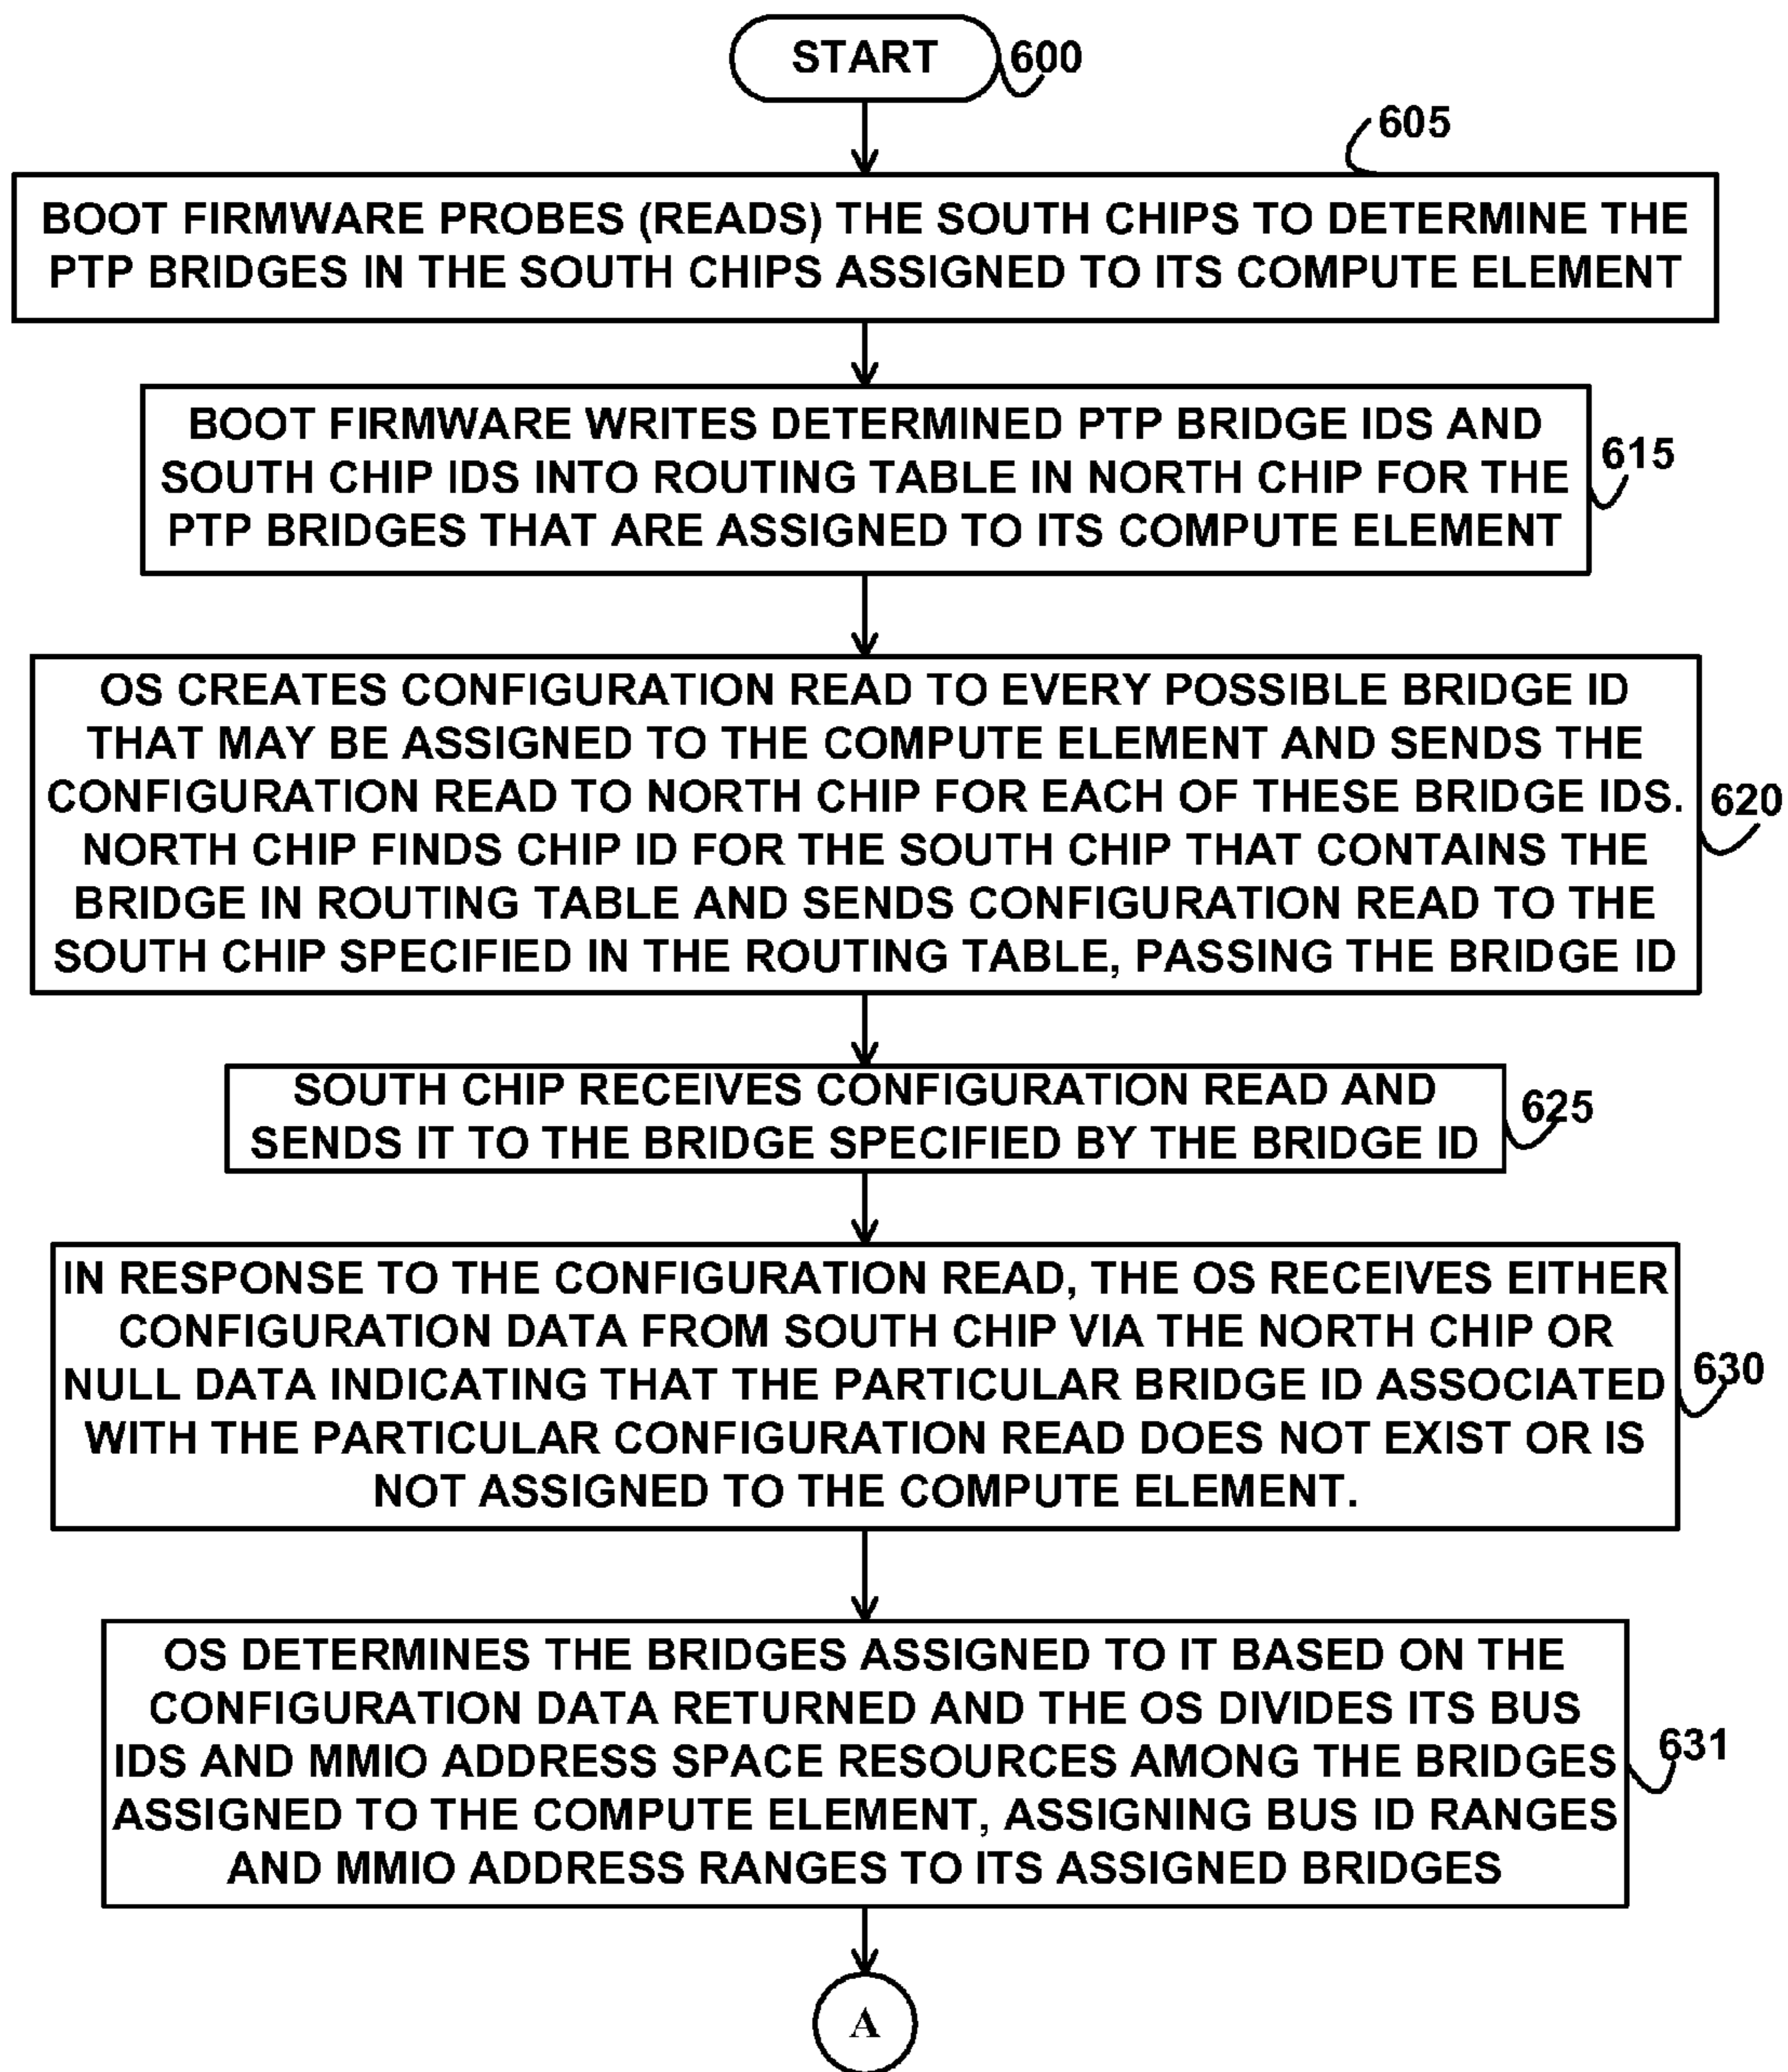 START
600
605
BOOT FIRMWARE PROBES (READS) THE SOUTH CHIPS TO DETERMINE THE
PTP BRIDGES IN THE SOUTH CHIPS ASSIGNED TO ITS COMPUTE ELEMENT
BOOT FIRMWARE WRITES DETERMINED PTP BRIDGE IDS AND
SOUTH CHIP IDS INTO ROUTING TABLE IN NORTH CHIP FOR THE
PTP BRIDGES THAT ARE ASSIGNED TO ITS COMPUTE ELEMENT
615
OS CREATES CONFIGURATION READ TO EVERY POSSIBLE BRIDGE ID
THAT MAY BE ASSIGNED TO THE COMPUTE ELEMENT AND SENDS THE
CONFIGURATION READ TO NORTH CHIP FOR EACH OF THESE BRIDGE IDS.
NORTH CHIP FINDS CHIP ID FOR THE SOUTH CHIP THAT CONTAINS THE
BRIDGE IN ROUTING TABLE AND SENDS CONFIGURATION READ TO THE
SOUTH CHIP SPECIFIED IN THE ROUTING TABLE, PASSING THE BRIDGE ID
620
SOUTH CHIP RECEIVES CONFIGURATION READ AND
SENDS IT TO THE BRIDGE SPECIFIED BY THE BRIDGE ID
625
IN RESPONSE TO THE CONFIGURATION READ, THE OS RECEIVES EITHER
CONFIGURATION DATA FROM SOUTH CHIP VIA THE NORTH CHIP OR
NULL DATA INDICATING THAT THE PARTICULAR BRIDGE ID ASSOCIATED
WITH THE PARTICULAR CONFIGURATION READ DOES NOT EXIST OR IS
NOT ASSIGNED TO THE COMPUTE ELEMENT.
630
OS DETERMINES THE BRIDGES ASSIGNED TO IT BASED ON THE
CONFIGURATION DATA RETURNED AND THE OS DIVIDES ITS BUS
IDS AND MMIO ADDRESS SPACE RESOURCES AMONG THE BRIDGES
ASSIGNED TO THE COMPUTE ELEMENT, ASSIGNING BUS ID RANGES
AND MMIO ADDRESS RANGES TO ITS ASSIGNED BRIDGES
631
A